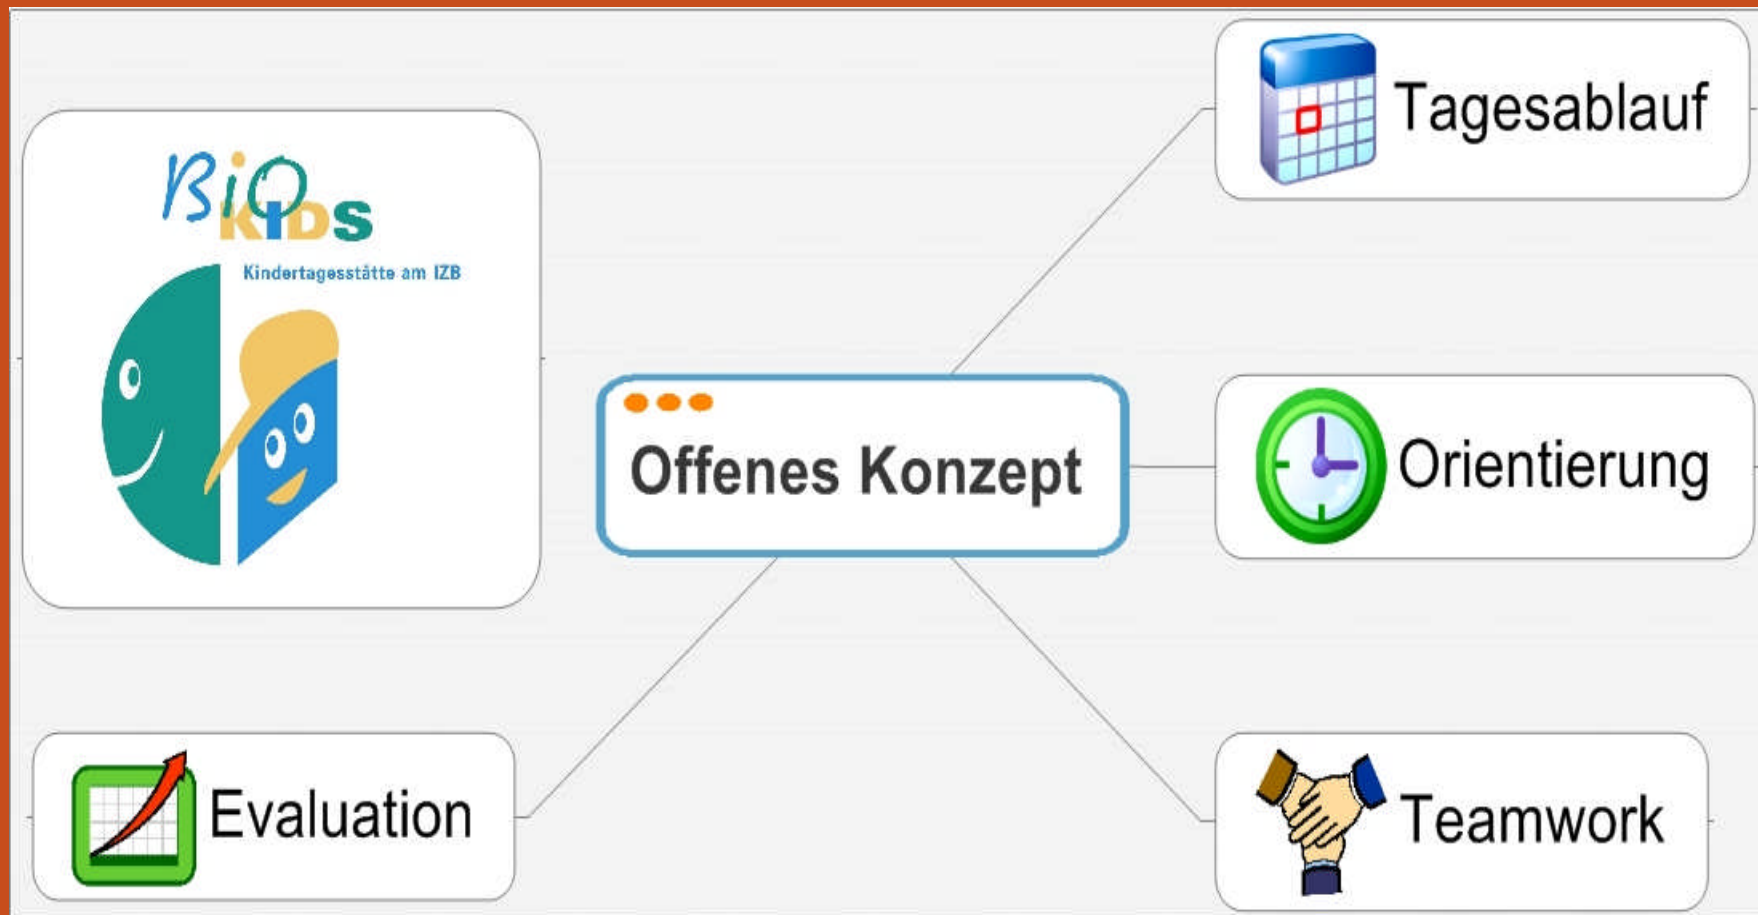 BiO
KIDS
Kindertagesstätte am IZB
Tagesablauf
Offenes Konzept
Orientierung
Evaluation
Teamwork